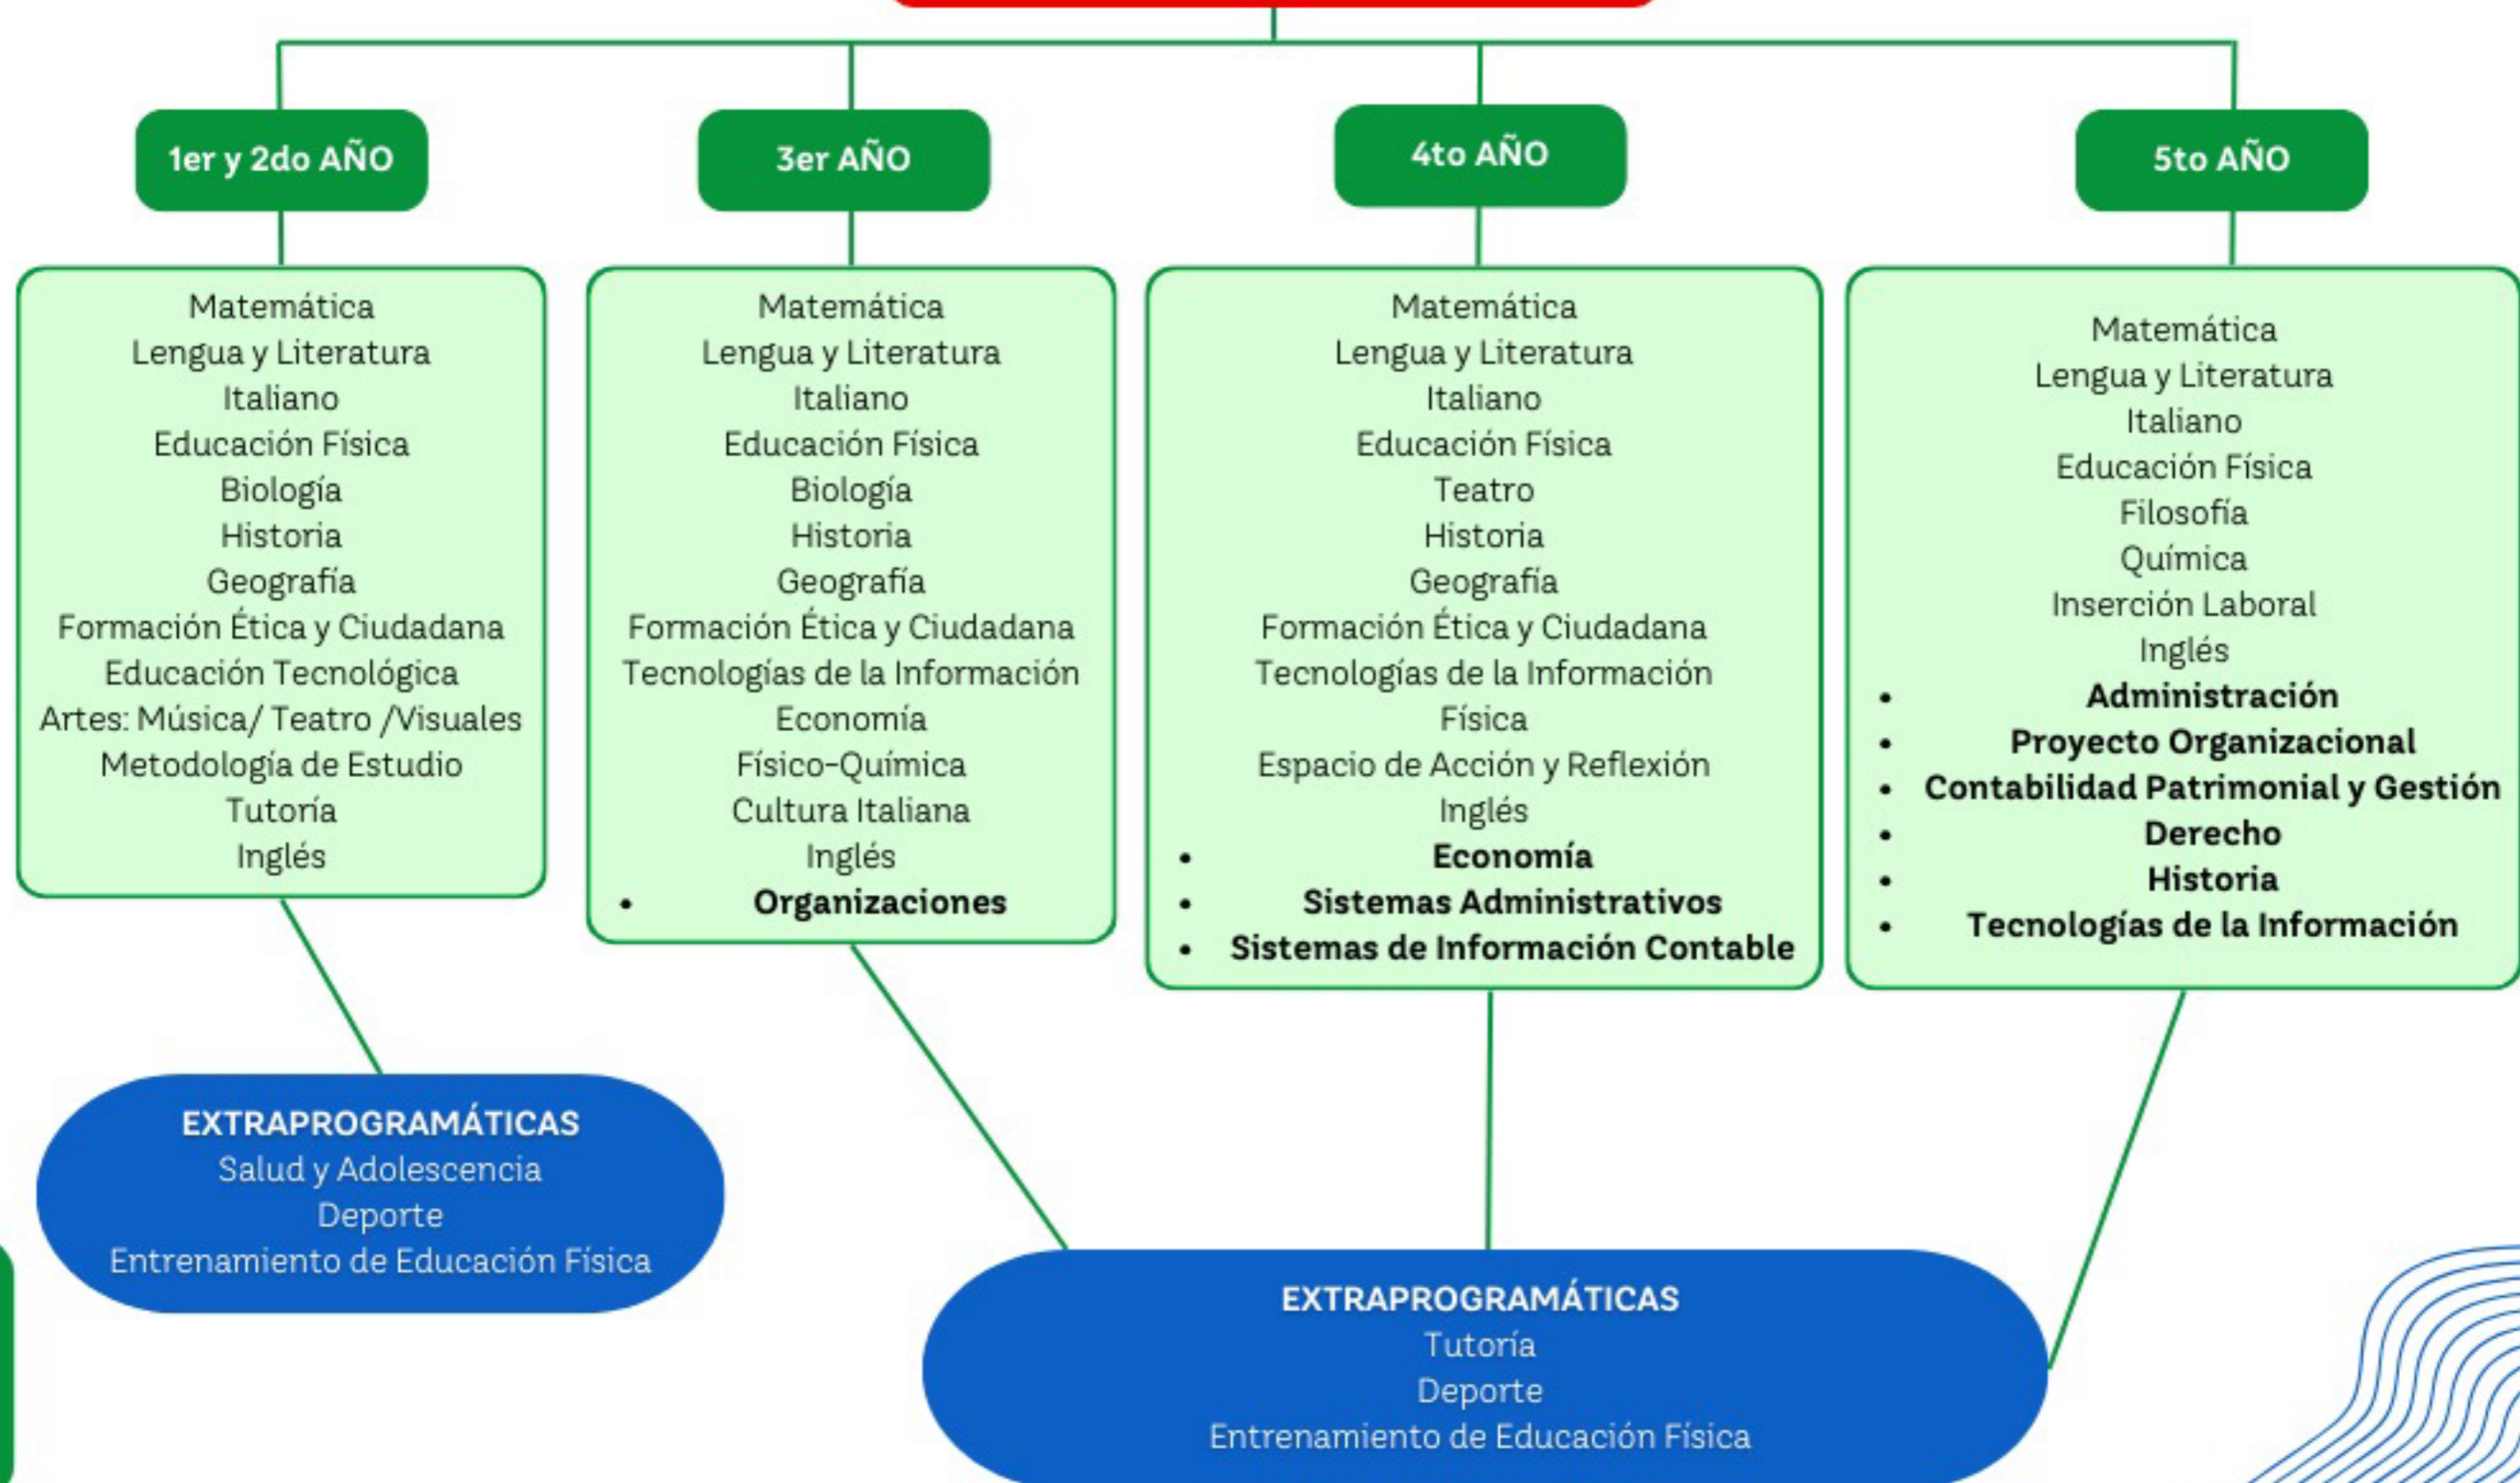 1er y 2do AÑO
Matemática
Lengua y Literatura
Italiano
Educación Física
Biología
Historia
Geografía
Formación Ética y Ciudadana
Educación Tecnológica
Artes: Música/ Teatro /Visuales
Metodología de Estudio
Tutoría
Inglés
EXTRAPROGRAMÁTICAS
Salud y Adolescencia
Deporte
Entrenamiento de Educación Física
3er AÑO
Matemática
Lengua y Literatura
Italiano
Educación Física
Biología
Historia
Geografía
Formación Ética y Ciudadana
Tecnologías de la Información
Economía
Físico-Química
Cultura Italiana
Inglés
• Organizaciones
4to AÑO
Matemática
Lengua y Literatura
Italiano
Educación Física
Teatro
Historia
Geografía
Formación Ética y Ciudadana
Tecnologías de la Información
Física
Espacio de Acción y Reflexión
Inglés
• Economía
• Sistemas Administrativos
• Sistemas de Información Contable
5to AÑO
Matemática
Lengua y Literatura
Italiano
Educación Física
Filosofía
Química
Inserción Laboral
Inglés
• Administración
• Proyecto Organizacional
• Contabilidad Patrimonial y Gestión
• Derecho
• Historia
• Tecnologías de la Información
EXTRAPROGRAMÁTICAS
Tutoría
Deporte
Entrenamiento de Educación Física